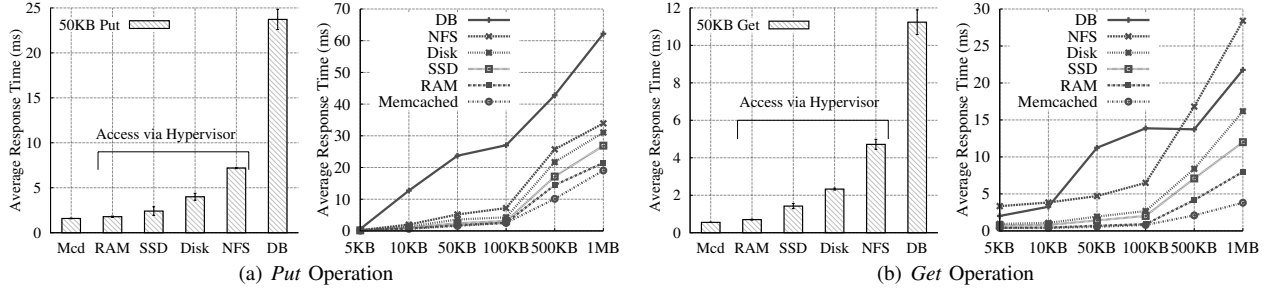 Average Response Time (ms)
25
20
15
10
5
0
50KB Put
Access via Hypervisor
Mcd RAM SSD Disk NFS DB
Average Response Time (ms)
70
60
50
40
30
20
10
0
DB
NFS
Disk
SSD
RAM
Memcached
5KB 10KB 50KB 100KB 500KB 1MB
(a) Put Operation
Average Response Time (ms)
12
10
8
6
4
2
0
50KB Get
Access via Hypervisor
Mcd RAM SSD Disk NFS DB
Average Response Time (ms)
30
25
20
15
10
5
0
DB
NFS
Disk
SSD
RAM
Memcached
5KB 10KB 50KB 100KB 500KB 1MB
(b) Get Operation